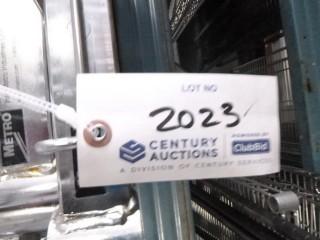 METRO
LOT NO
2023
CENTURY
AUCTIONS
POWERED BY
ClubBid
A DIVISION OF CENTURY SERVICES